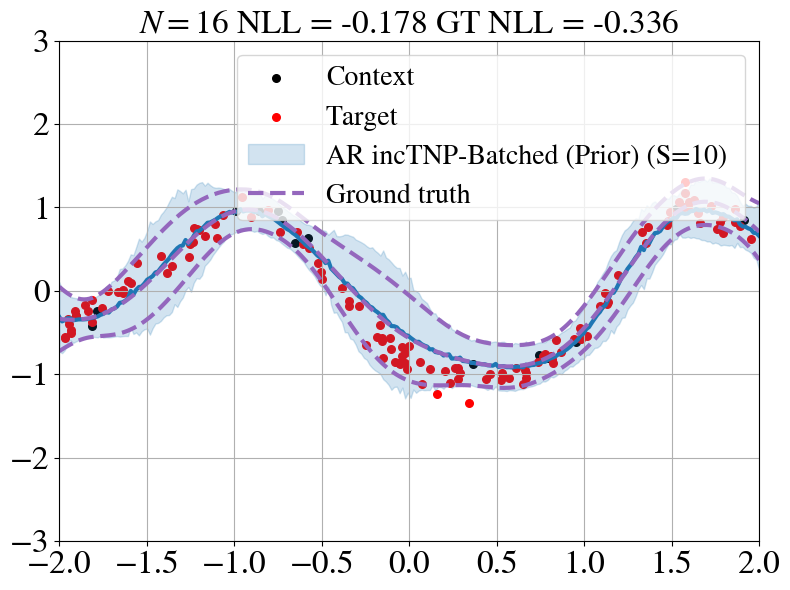 N = 16 NLL = -0.178 GT NLL = -0.336
Context
Target
AR incTNP-Batched (Prior) (S=10)
Ground truth
3
2
1
0
−1
−2
−3
−2.0 −1.5 −1.0 −0.5 0.0 0.5 1.0 1.5 2.0